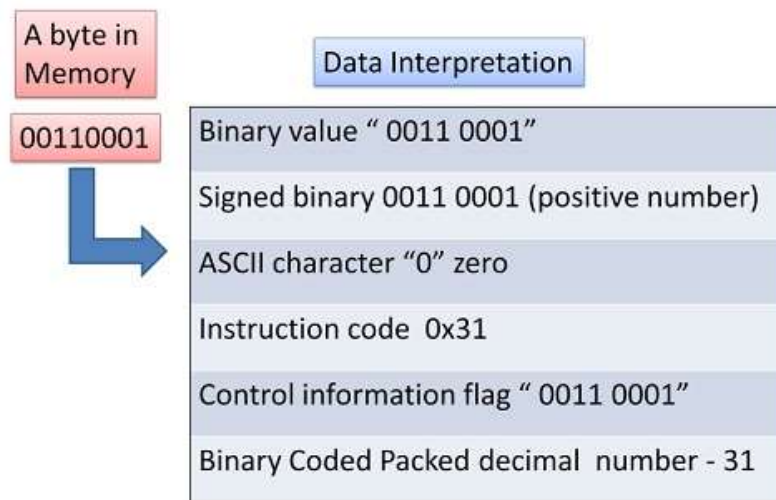 A byte in
Memory
Data Interpretation
00110001
Binary value “ 0011 0001”
Signed binary 0011 0001 (positive number)
ASCII character “0” zero
Instruction code  0x31
Control information flag “ 0011 0001”
Binary Coded Packed decimal  number - 31